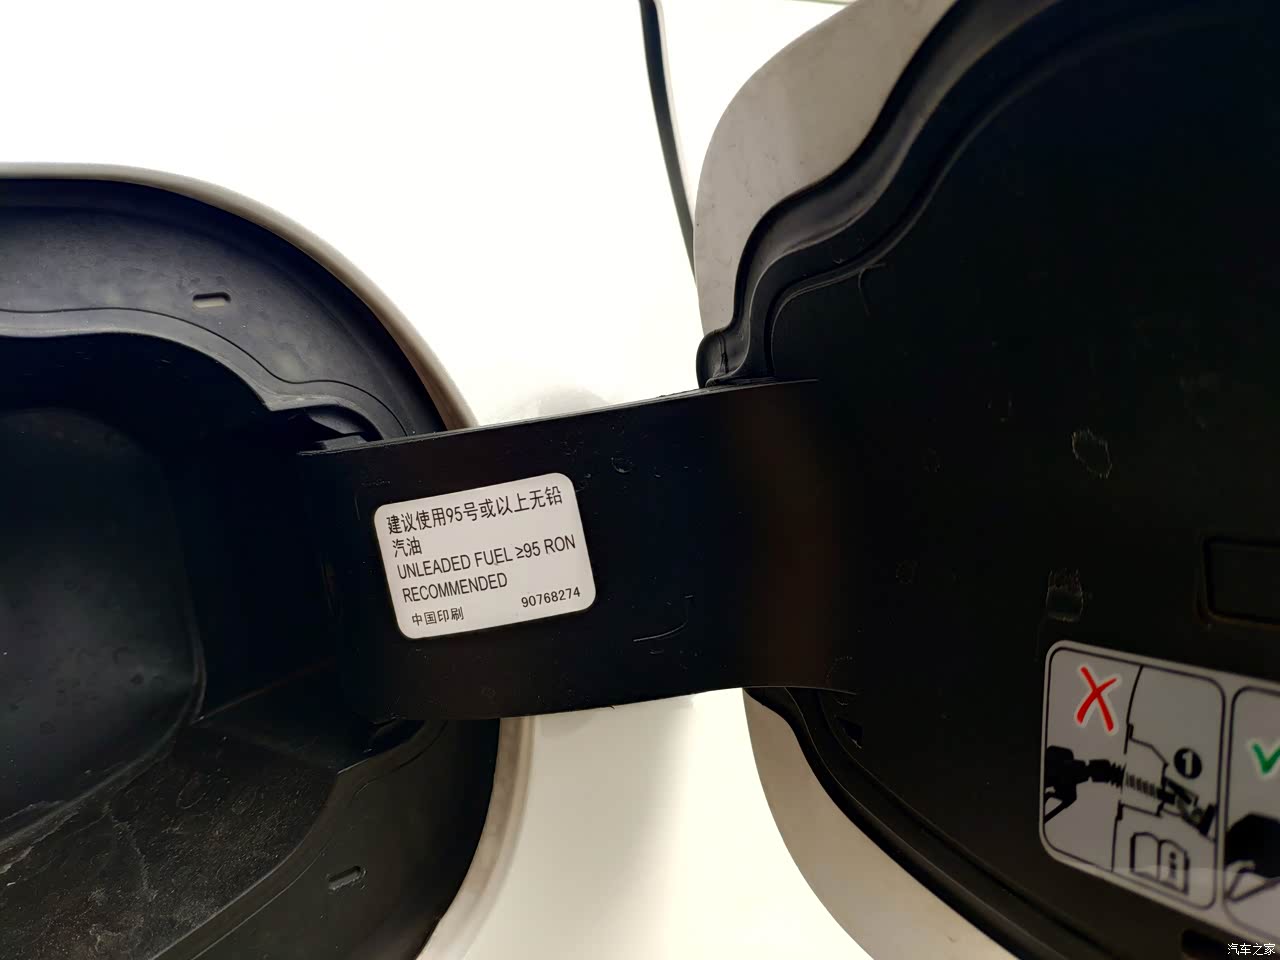 建议使用95号或以上无铅
汽油
UNLEADED FUEL ≥95 RON
RECOMMENDED
中国印刷 90768274
1
汽车之家